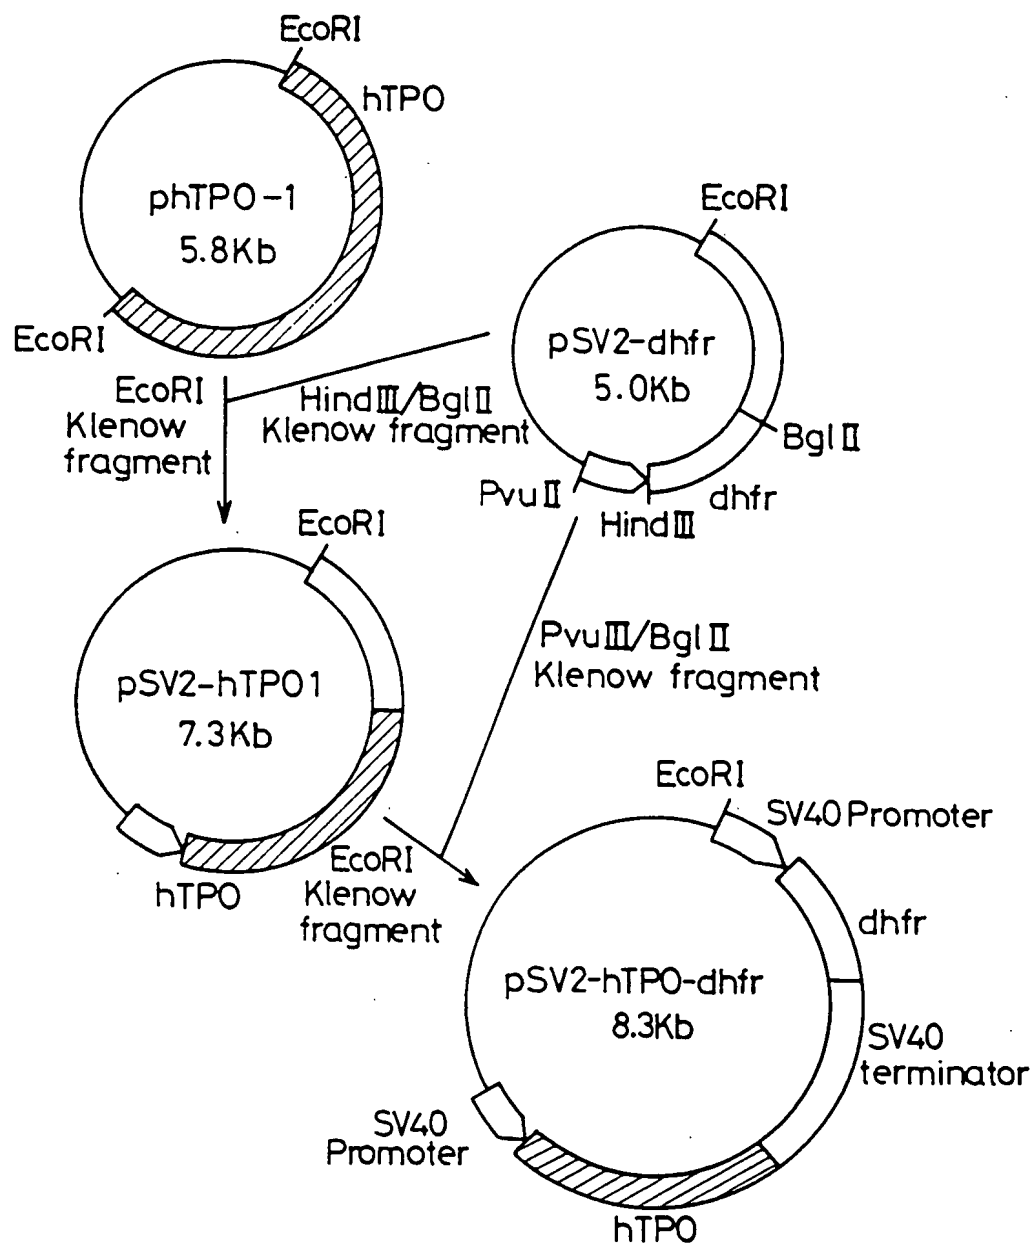 EcoRI
hTPO
phTPO-1
5.8Kb
EcoRI
EcoRI
Klenow
fragment
HindⅢ/BglⅡ
Klenow fragment
EcoRI
pSV2-dhfr
5.0Kb
BglⅡ
dhfr
HindⅢ
PvuⅡ
EcoRI
pSV2-hTPO1
7.3Kb
hTPO
PvuⅢ/BglⅡ
Klenow fragment
EcoRI
Klenow
fragment
EcoRI
SV40 Promoter
dhfr
pSV2-hTPO-dhfr
8.3Kb
SV40
terminator
SV40
Promoter
hTPO